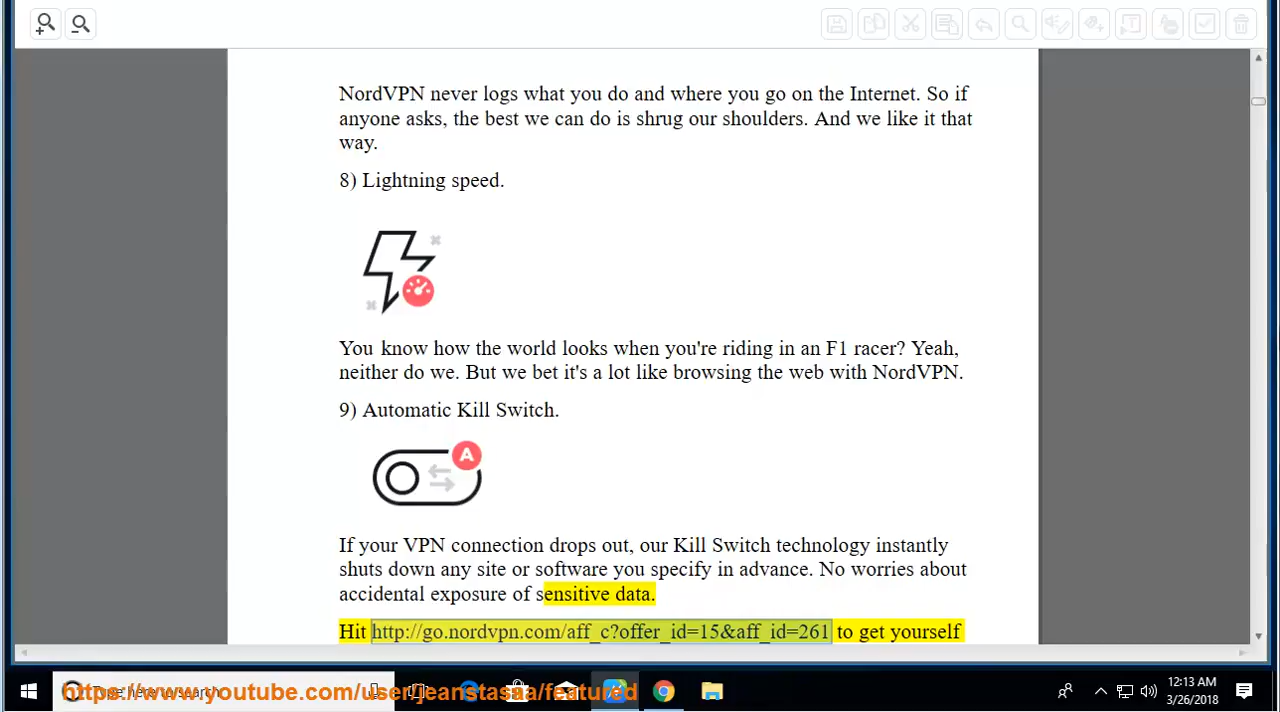 NordVPN never logs what you do and where you go on the Internet. So if
anyone asks, the best we can do is shrug our shoulders. And we like it that
way.
8) Lightning speed.
You know how the world looks when you're riding in an F1 racer? Yeah,
neither do we. But we bet it's a lot like browsing the web with NordVPN.
9) Automatic Kill Switch.
A
If your VPN connection drops out, our Kill Switch technology instantly
shuts down any site or software you specify in advance. No worries about
accidental exposure of sensitive data.
Hit http://go.nordvpn.com/aff_c?offer_id=15&aff_id=261 to get yourself
Type here to search
https://www.youtube.com/user/jeanstasaa/featured
12:13 AM
3/26/2018